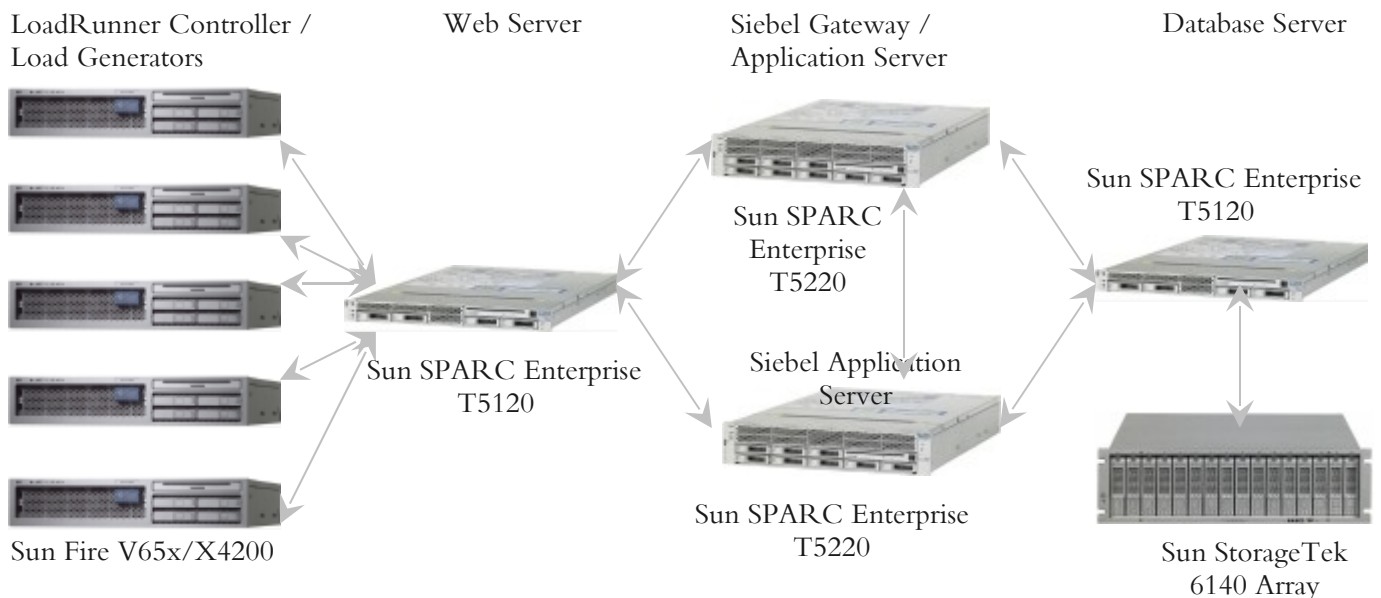 LoadRunner Controller /
Load Generators
Web Server
Siebel Gateway /
Application Server
Database Server
Sun SPARC
Enterprise
T5220
Sun SPARC Enterprise
T5120
Sun SPARC Enterprise
T5120
Siebel Application
Server
Sun SPARC Enterprise
T5220
Sun Fire V65x/X4200
Sun StorageTek
6140 Array